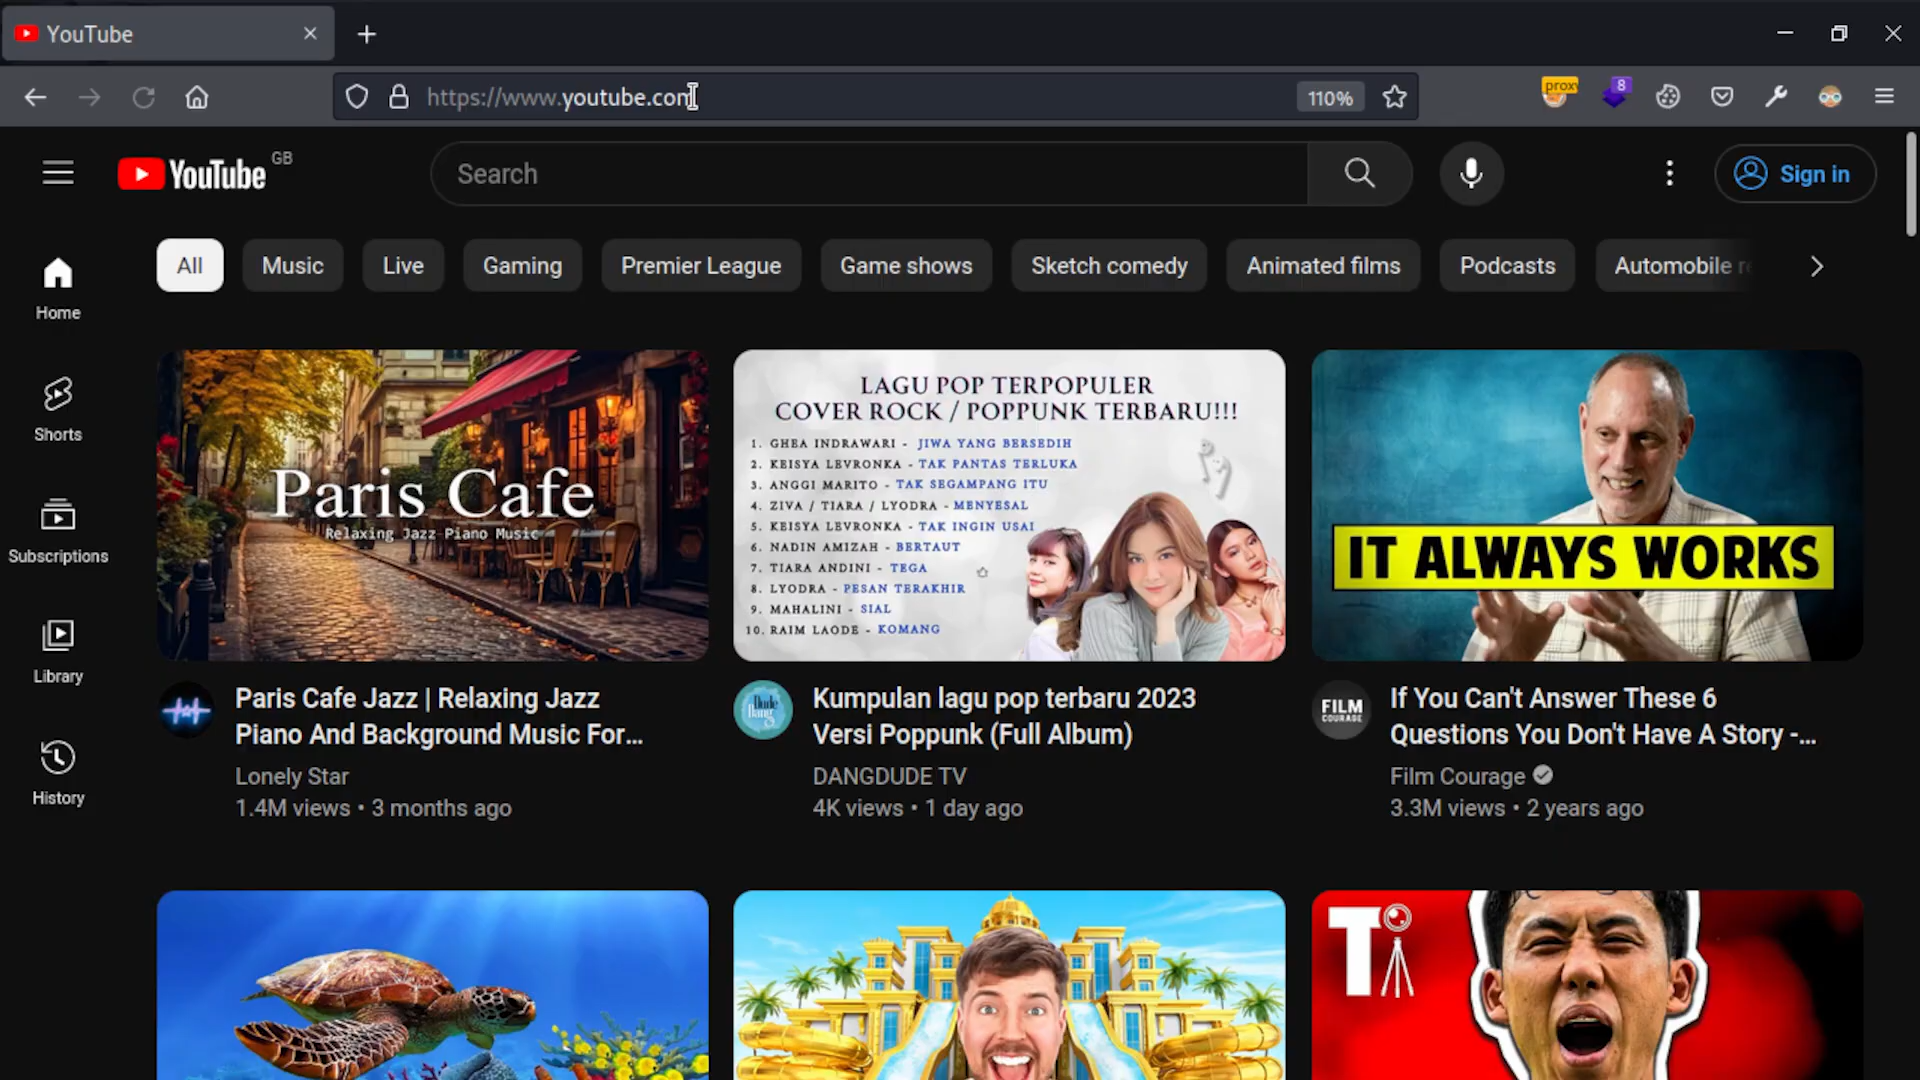 YouTube
https://www.youtube.com
110%
proxy
8
YouTube GB
Search
Sign in
All
Music
Live
Gaming
Premier League
Game shows
Sketch comedy
Animated films
Podcasts
Automobile
Home
Shorts
Subscriptions
Library
History
Paris Cafe
Relaxing Jazz Piano Music
LAGU POP TERPOPULER
COVER ROCK / POPPUNK TERBARU!!!
1. GHEA INDRAWARI - JIWA YANG BERSEDIH
2. KEISYA LEVRONKA - TAK PANTAS TERLUKA
3. ANGGI MARITO - TAK SEGAMPANG ITU
4. ZIVA / TIARA / LYODRA - MENYESAL
5. KEISYA LEVRONKA - TAK INGIN USAI
6. NADIN AMIZAH - BERTAUT
7. TIARA ANDINI - TEGA
8. LYODRA - PESAN TERAKHIR
9. MAHALINI - SIAL
10. RAIM LAODE - KOMANG
IT ALWAYS WORKS
Paris Cafe Jazz | Relaxing Jazz
Piano And Background Music For...
Lonely Star
1.4M views • 3 months ago
Dude
Dang
Kumpulan lagu pop terbaru 2023
Versi Poppunk (Full Album)
DANGDUDE TV
4K views • 1 day ago
FILM
COURAGE
If You Can't Answer These 6
Questions You Don't Have A Story -...
Film Courage
3.3M views • 2 years ago